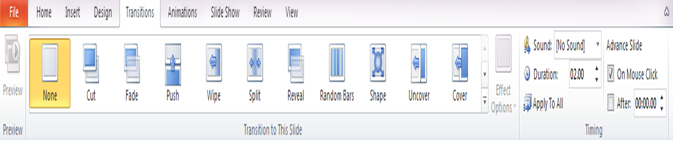 File Home Insert Design Transitions Animations Slide Show Review View
Preview
None Cut Fade Push Wipe Split Reveal Random Bars Shape Uncover Cover
Effect
Options
Sound: [No Sound]
Duration: 02.00
Apply To All
Advance Slide
On Mouse Click
After: 00:00.00
Preview Transition to This Slide Timing